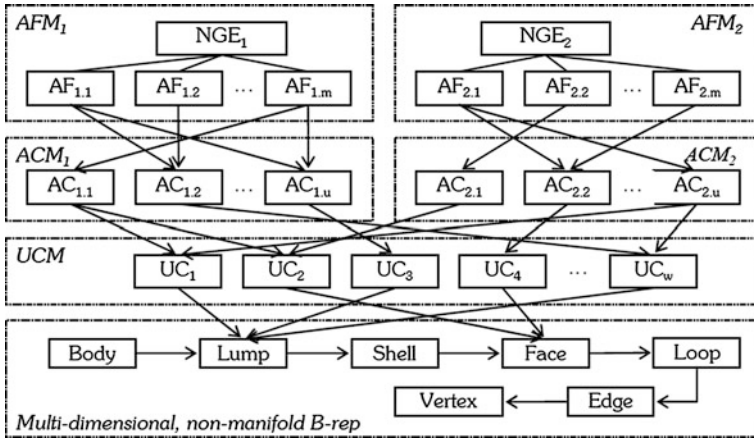 AFM₁ NGE₁ NGE₂ AFM₂
AF₁.₁ AF₁.₂ ... AF₁.m AF₂.₁ AF₂.₂ ... AF₂.m
ACM₁ ACM₂
AC₁.₁ AC₁.₂ ... AC₁.u AC₂.₁ AC₂.₂ ... AC₂.u
UCM
UC₁ UC₂ UC₃ UC₄ ... UCw
Body Lump Shell Face Loop
Vertex Edge
Multi-dimensional, non-manifold B-rep